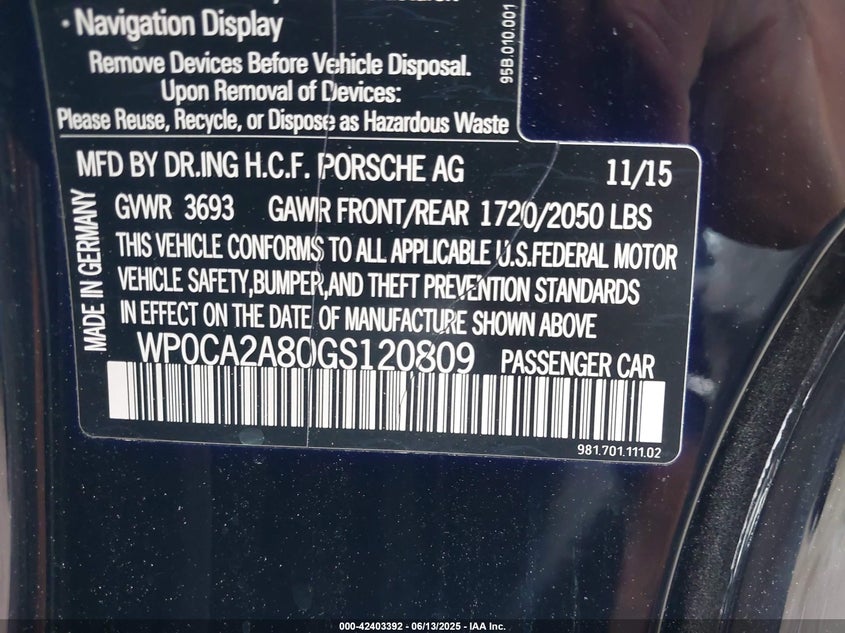 • Navigation Display
Remove Devices Before Vehicle Disposal.
Upon Removal of Devices:
Please Reuse, Recycle, or Dispose as Hazardous Waste
95B.010.001
MFD BY DR.ING H.C.F. PORSCHE AG 11/15
GVWR 3693 GAWR FRONT/REAR 1720/2050 LBS
THIS VEHICLE CONFORMS TO ALL APPLICABLE U.S.FEDERAL MOTOR
VEHICLE SAFETY,BUMPER,AND THEFT PREVENTION STANDARDS
IN EFFECT ON THE DATE OF MANUFACTURE SHOWN ABOVE
MADE IN GERMANY
WP0CA2A80GS120809 PASSENGER CAR
981.701.111.02
000-42403392 - 06/13/2025 - IAA Inc.